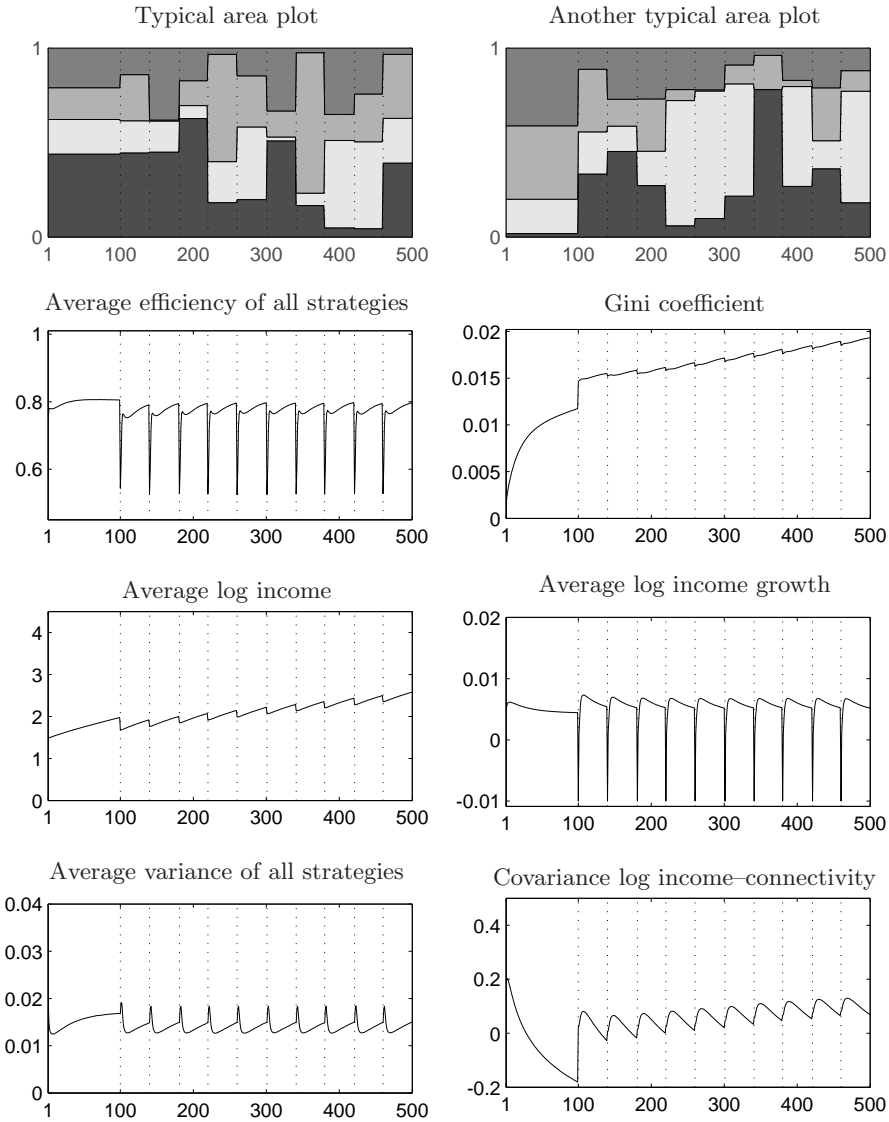 Typical area plot
1
0
1 100 200 300 400 500
Another typical area plot
1
0
1 100 200 300 400 500
Average efficiency of all strategies
1
0.8
0.6
1 100 200 300 400 500
Gini coefficient
0.02
0.015
0.01
0.005
0
1 100 200 300 400 500
Average log income
4
3
2
1
0
1 100 200 300 400 500
Average log income growth
0.02
0.01
0
-0.01
1 100 200 300 400 500
Average variance of all strategies
0.04
0.03
0.02
0.01
0
1 100 200 300 400 500
Covariance log income–connectivity
0.4
0.2
0
-0.2
1 100 200 300 400 500